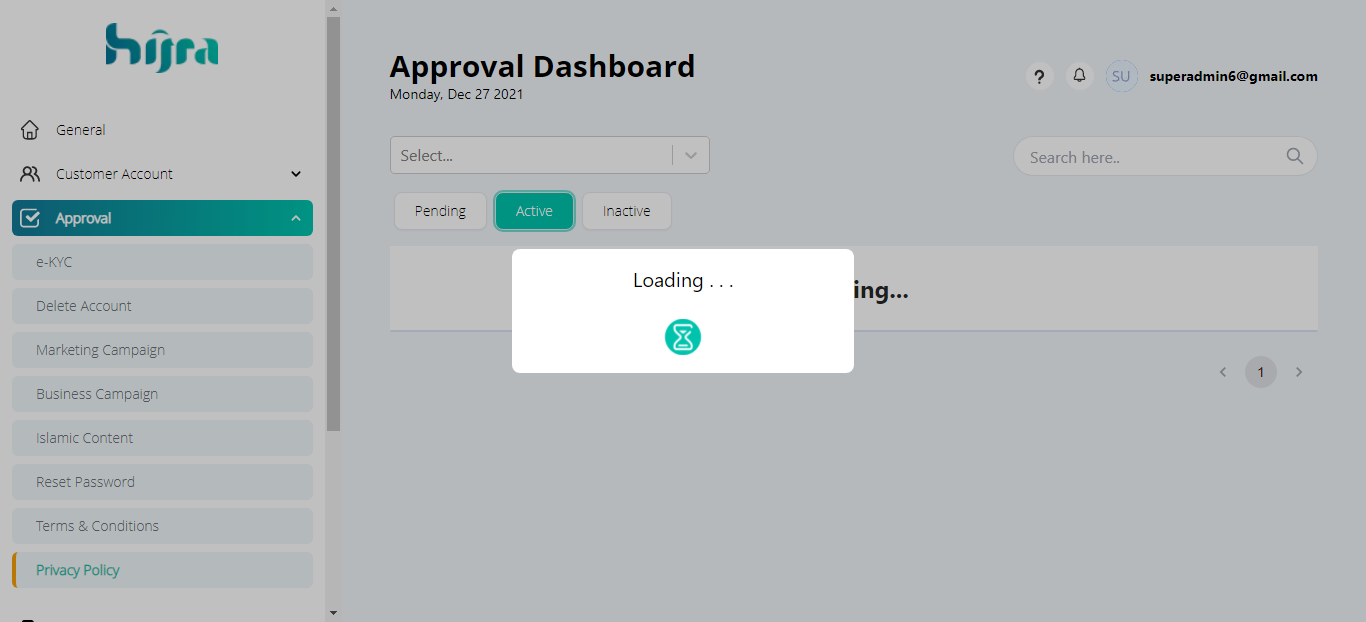 hijra
General
Customer Account
Approval
e-KYC
Delete Account
Marketing Campaign
Business Campaign
Islamic Content
Reset Password
Terms & Conditions
Privacy Policy
Approval Dashboard
Monday, Dec 27 2021
?
SU
superadmin6@gmail.com
Select...
Search here..
Pending
Active
Inactive
Loading . . .
ing...
1